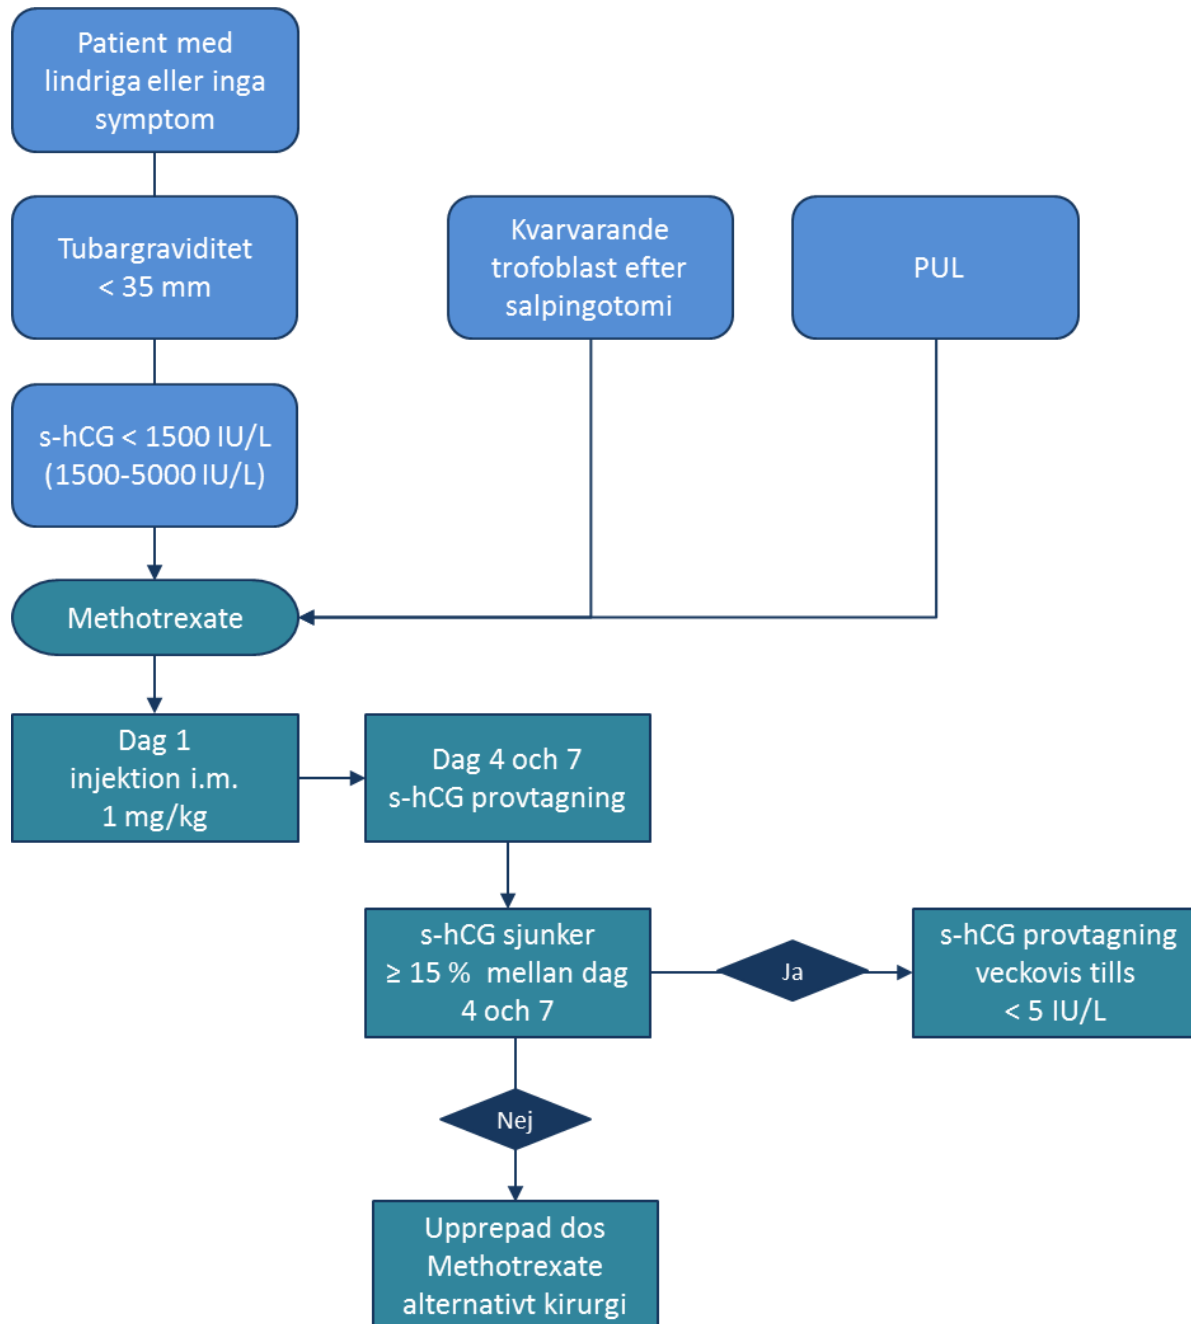 Patient med
lindriga eller inga
symptom
Tubargraviditet
< 35 mm
Kvarvarande
trofoblast efter
salpingotomi
PUL
s-hCG < 1500 IU/L
(1500-5000 IU/L)
Methotrexate
Dag 1
injektion i.m.
1 mg/kg
Dag 4 och 7
s-hCG provtagning
s-hCG sjunker
≥ 15 % mellan dag
4 och 7
Ja
s-hCG provtagning
veckovis tills
< 5 IU/L
Nej
Upprepad dos
Methotrexate
alternativt kirurgi